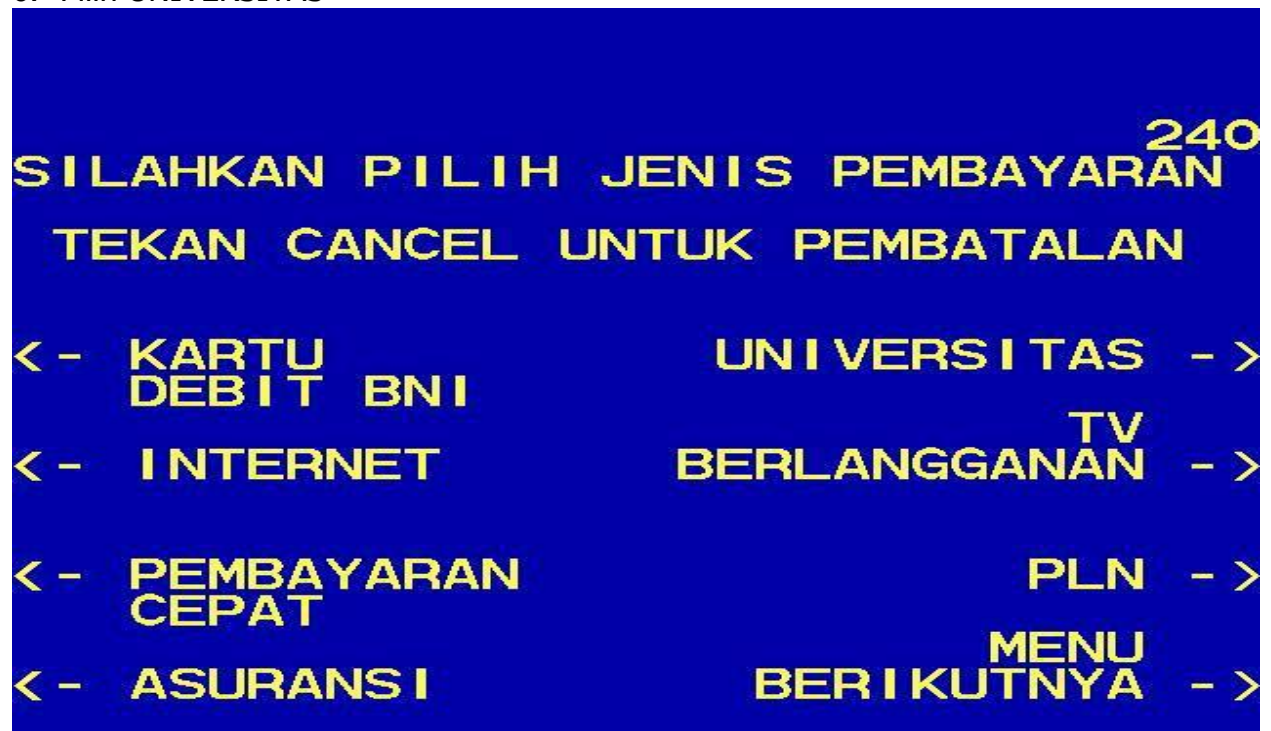 240
SILAHKAN PILIH JENIS PEMBAYARAN
TEKAN CANCEL UNTUK PEMBATALAN
<- KARTU
DEBIT BNI
UNIVERSITAS ->
<- INTERNET
TV
BERLANGGANAN ->
<- PEMBAYARAN
CEPAT
PLN ->
<- ASURANSI
MENU
BERIKUTNYA ->